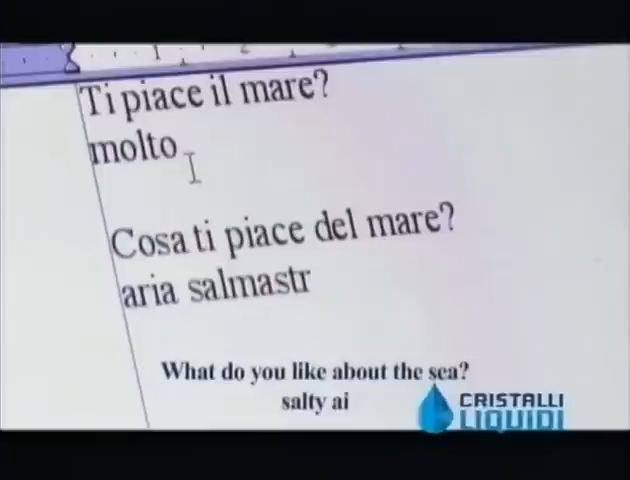 Ti piace il mare?
molto
Cosa ti piace del mare?
aria salmastr
What do you like about the sea?
salty ai
CRISTALLI
LIQUIDI